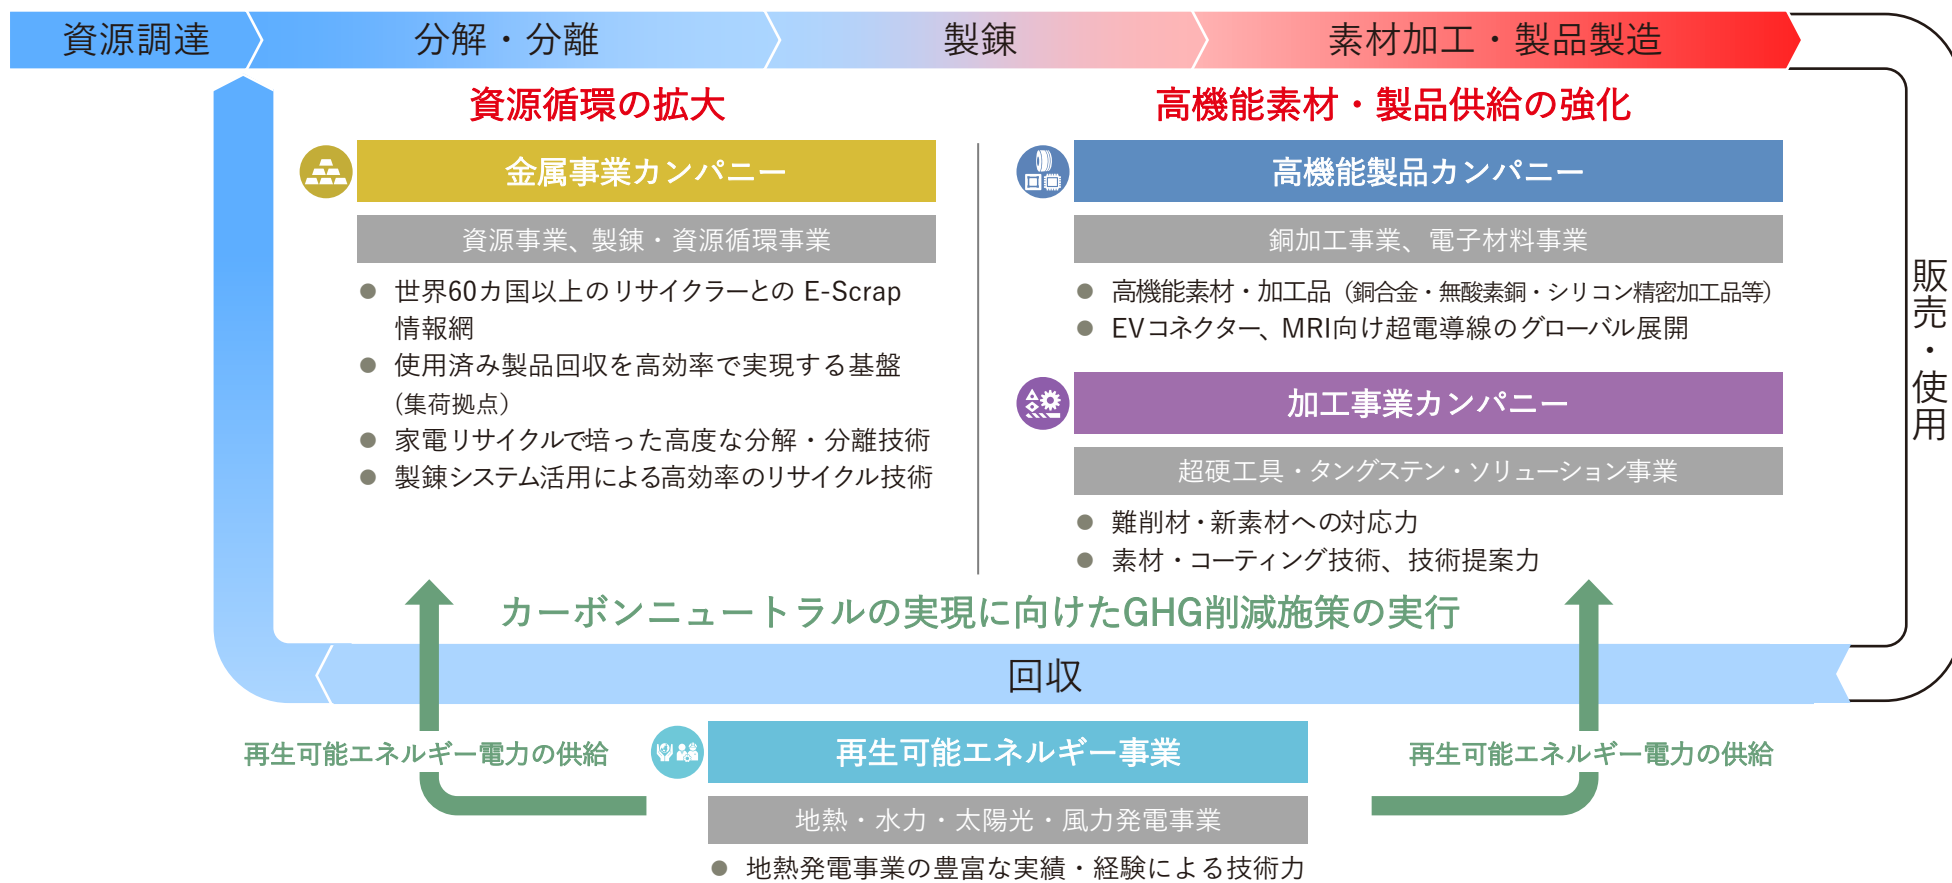 資源調達
分解・分離
製錬
素材加工・製品製造
資源循環の拡大
金属事業カンパニー
資源事業、製錬・資源循環事業
● 世界60カ国以上のリサイクラーとの E-Scrap
情報網
● 使用済み製品回収を高効率で実現する基盤
(集荷拠点)
● 家電リサイクルで培った高度な分解・分離技術
● 製錬システム活用による高効率のリサイクル技術
高機能素材・製品供給の強化
高機能製品カンパニー
銅加工事業、電子材料事業
● 高機能素材・加工品（銅合金・無酸素銅・シリコン精密加工品等）
● EVコネクター、MRI向け超電導線のグローバル展開
加工事業カンパニー
超硬工具・タングステン・ソリューション事業
● 難削材・新素材への対応力
● 素材・コーティング技術、技術提案力
販売・使用
カーボンニュートラルの実現に向けたGHG削減施策の実行
回収
再生可能エネルギー電力の供給
再生可能エネルギー事業
再生可能エネルギー電力の供給
地熱・水力・太陽光・風力発電事業
● 地熱発電事業の豊富な実績・経験による技術力